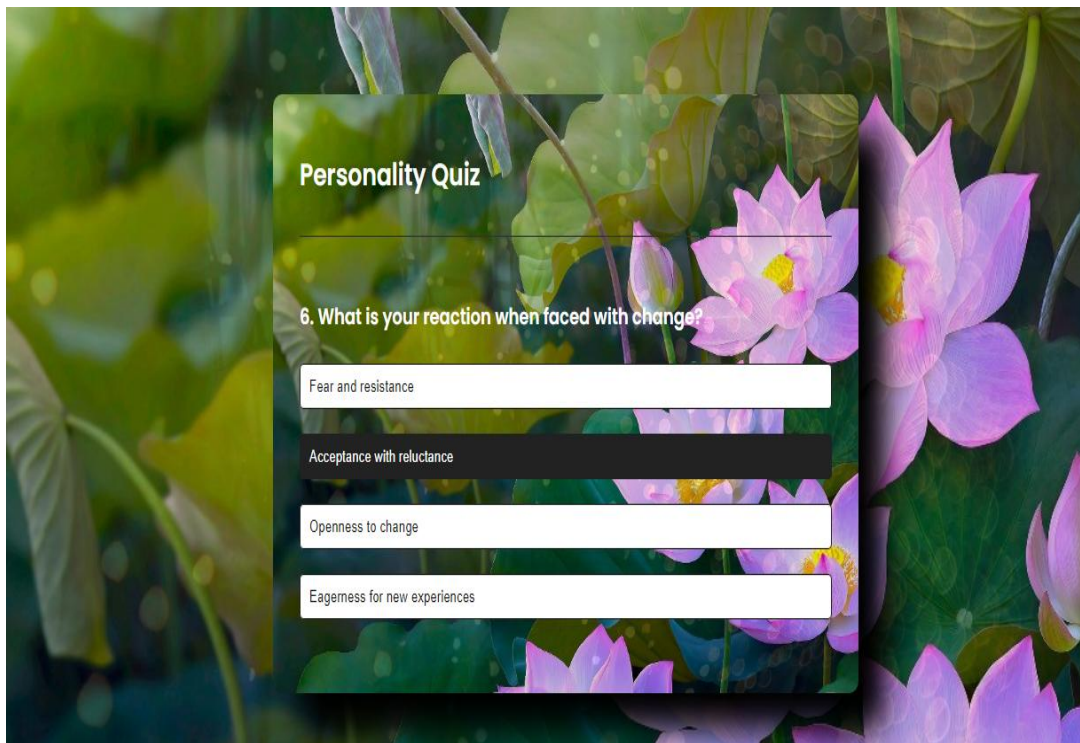 Personality Quiz
6. What is your reaction when faced with change?
Fear and resistance
Acceptance with reluctance
Openness to change
Eagerness for new experiences